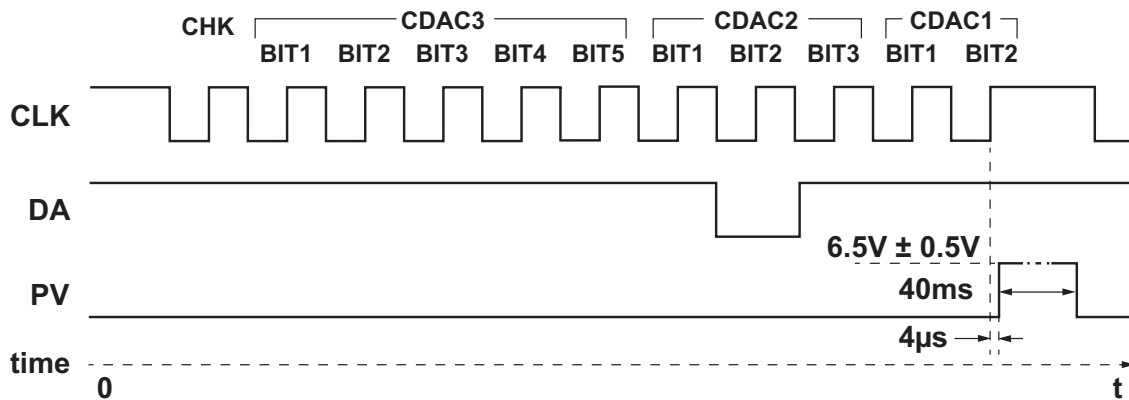 CHK CDAC3 CDAC2 CDAC1
BIT1 BIT2 BIT3 BIT4 BIT5 BIT1 BIT2 BIT3 BIT1 BIT2
CLK
DA
6.5V ± 0.5V
PV
40ms
4µs
time
0 t